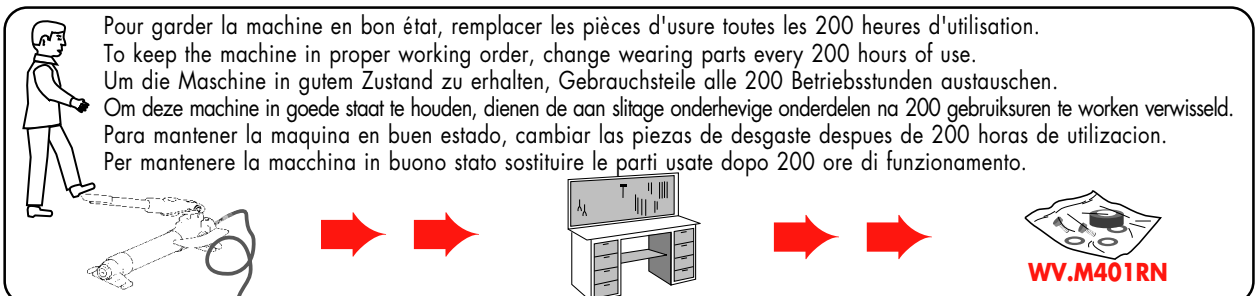 Pour garder la machine en bon état, remplacer les pièces d'usure toutes les 200 heures d'utilisation.
To keep the machine in proper working order, change wearing parts every 200 hours of use.
Um die Maschine in gutem Zustand zu erhalten, Gebrauchsteile alle 200 Betriebsstunden austauschen.
Om deze machine in goede staat te houden, dienen de aan slitage onderhevige onderdelen na 200 gebruiksuren te worken verwisseld.
Para mantener la maquina en buen estado, cambiar las piezas de desgaste despues de 200 horas de utilizacion.
Per mantenere la macchina in buono stato sostituire le parti usate dopo 200 ore di funzionamento.
WV.M401RN